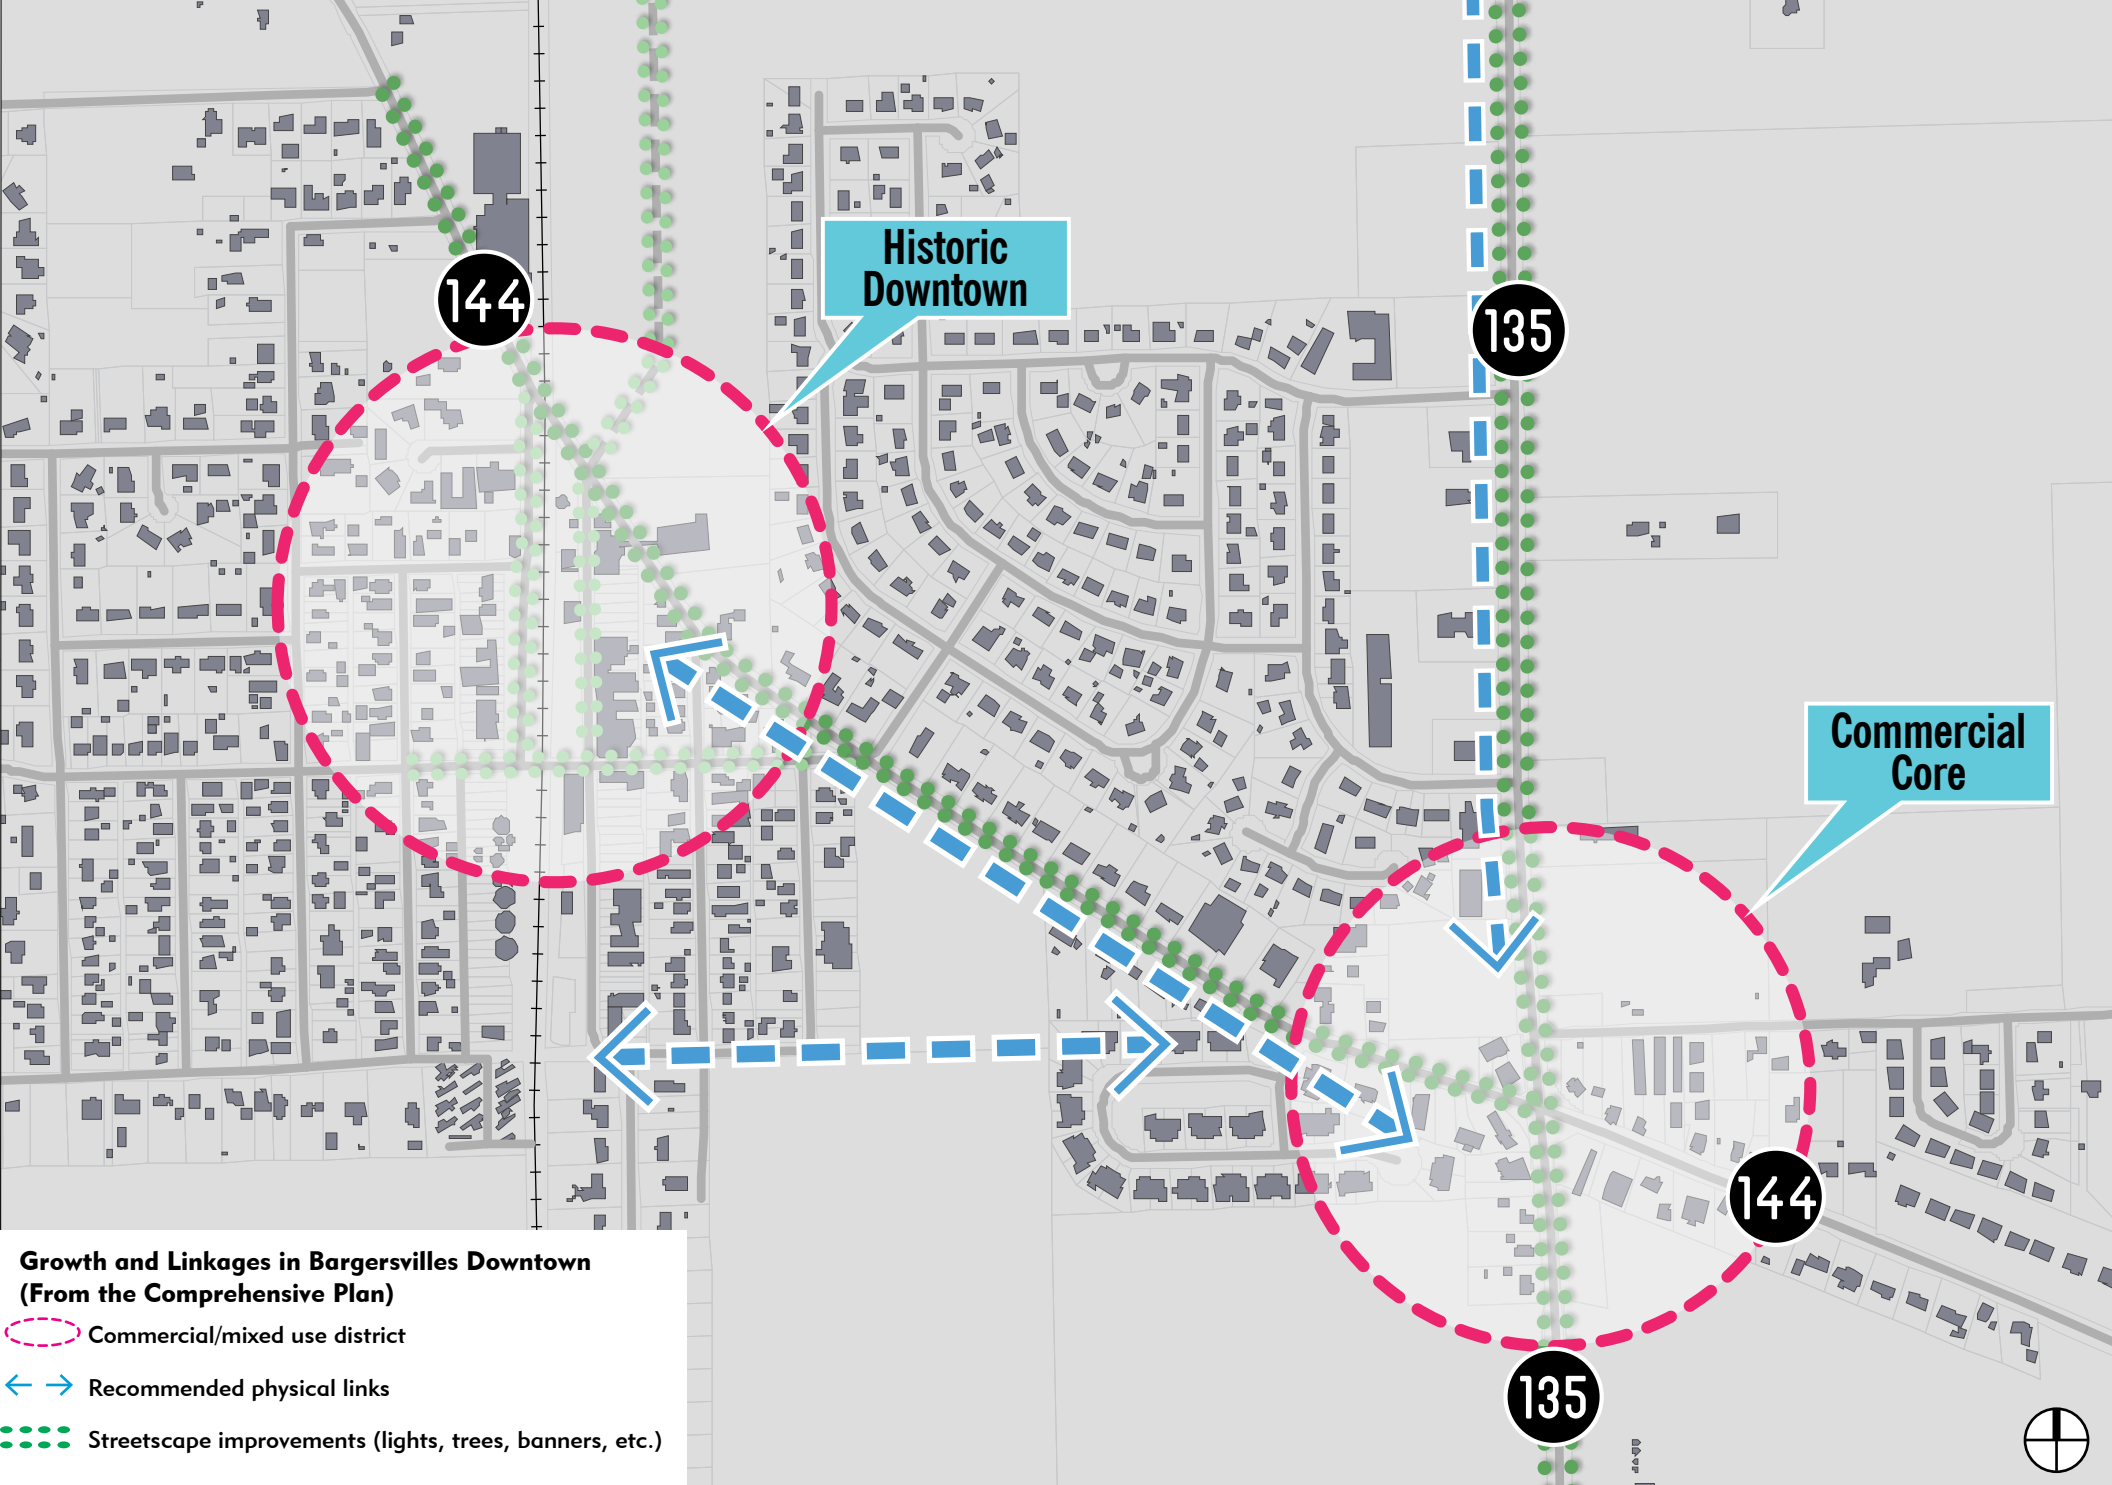 Historic
Downtown
144
135
Commercial
Core
144
135
Growth and Linkages in Bargersvilles Downtown
(From the Comprehensive Plan)
Commercial/mixed use district
Recommended physical links
Streetscape improvements (lights, trees, banners, etc.)